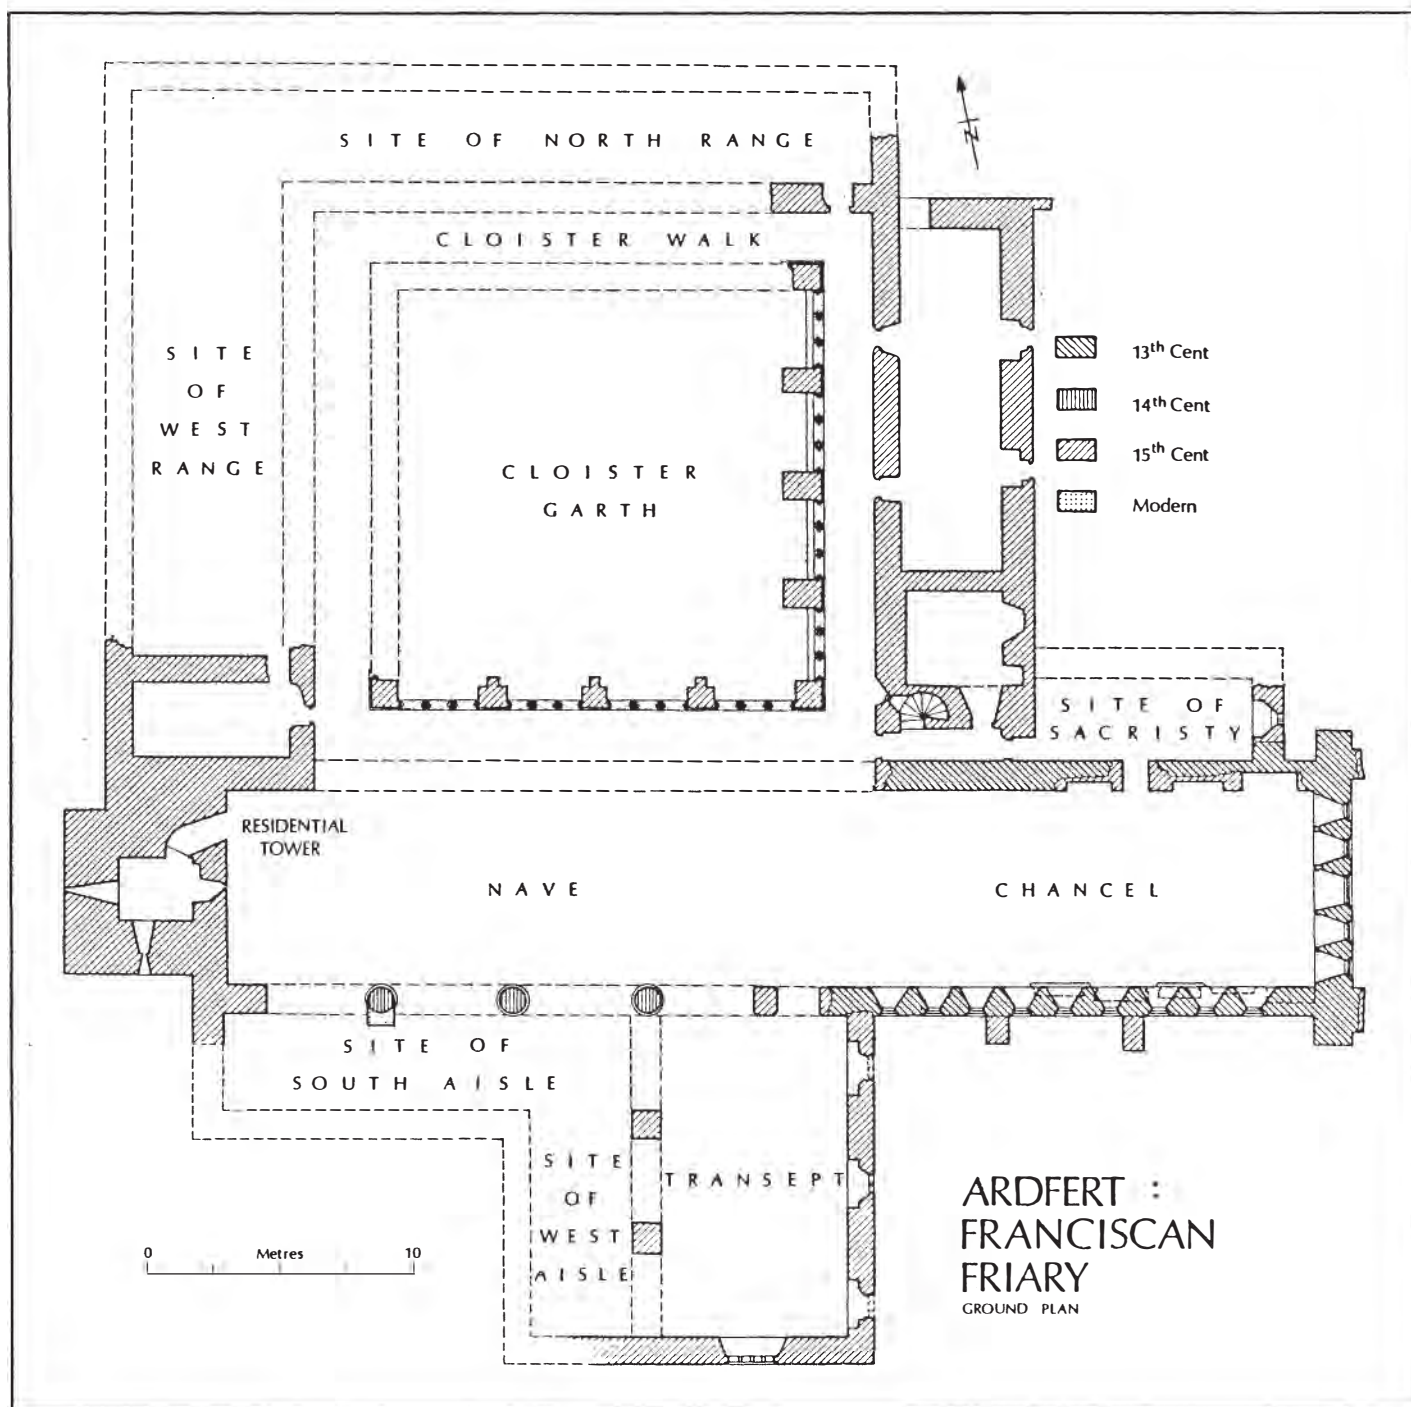 SITE OF NORTH RANGE
N
CLOISTER WALK
SITE
OF
WEST
RANGE
13th Cent
14th Cent
15th Cent
Modern
CLOISTER
GARTH
SITE OF
SACRISTY
RESIDENTIAL
TOWER
NAVE
CHANCEL
SITE OF
SOUTH AISLE
SITE
OF
WEST
AISLE
TRANSEPT
0 Metres 10
ARDFERT :
FRANCISCAN
FRIARY
GROUND PLAN